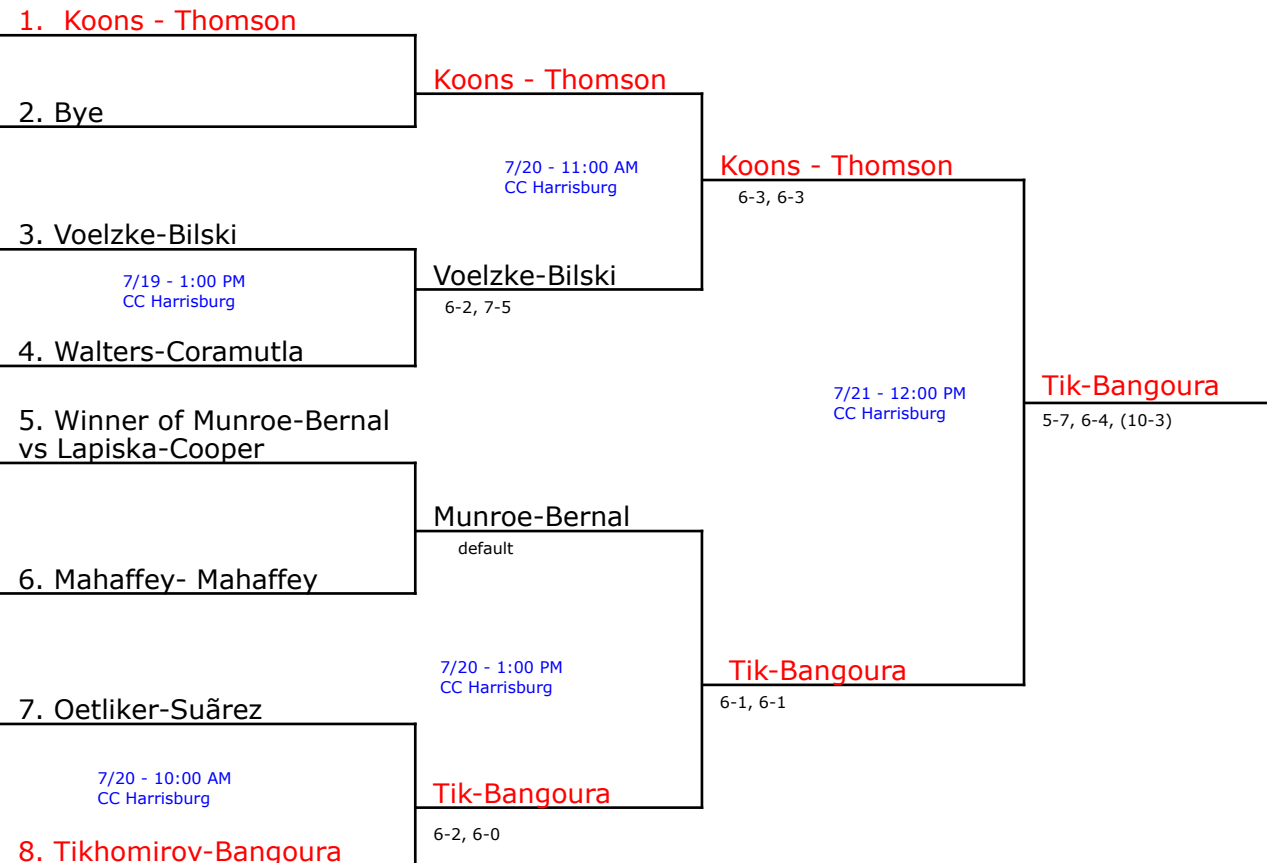 1. Koons - Thomson
Koons - Thomson
2. Bye
7/20 - 11:00 AM
CC Harrisburg
Koons - Thomson
6-3, 6-3
3. Voelzke-Bilski
7/19 - 1:00 PM
CC Harrisburg
Voelzke-Bilski
6-2, 7-5
4. Walters-Coramutla
7/21 - 12:00 PM
CC Harrisburg
Tik-Bangoura
5-7, 6-4, (10-3)
5. Winner of Munroe-Bernal
vs Lapiska-Cooper
Munroe-Bernal
default
6. Mahaffey- Mahaffey
7/20 - 1:00 PM
CC Harrisburg
Tik-Bangoura
6-1, 6-1
7. Oetliker-Suãrez
7/20 - 10:00 AM
CC Harrisburg
Tik-Bangoura
6-2, 6-0
8. Tikhomirov-Bangoura